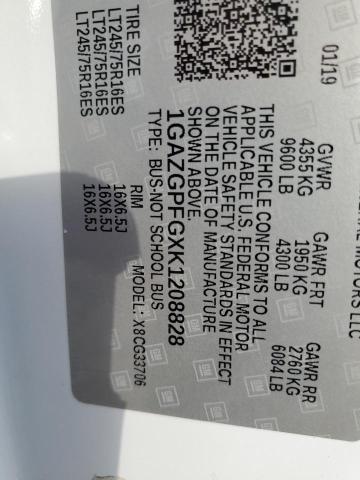 AL MOTORS LLC
01/19
GVWR
4355 KG
9600 LB
GAWR FRT
1950 KG
4300 LB
GAWR RR
2760 KG
6084 LB
THIS VEHICLE CONFORMS TO ALL
APPLICABLE U.S. FEDERAL MOTOR
VEHICLE SAFETY STANDARDS IN EFFECT
ON THE DATE OF MANUFACTURE
SHOWN ABOVE.
1GAZGPFGXK1208828
TYPE: BUS-NOT SCHOOL BUS
MODEL: X8CG33706
TIRE SIZE
LT245/75R16ES
LT245/75R16ES
LT245/75R16ES
RIM
16X6.5J
16X6.5J
16X6.5J
GM